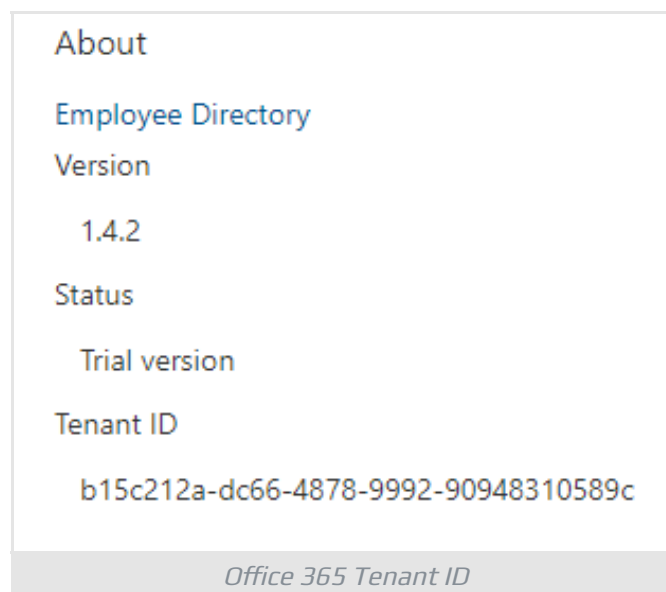 About
Employee Directory
Version
1.4.2
Status
Trial version
Tenant ID
b15c212a-dc66-4878-9992-90948310589c
Office 365 Tenant ID